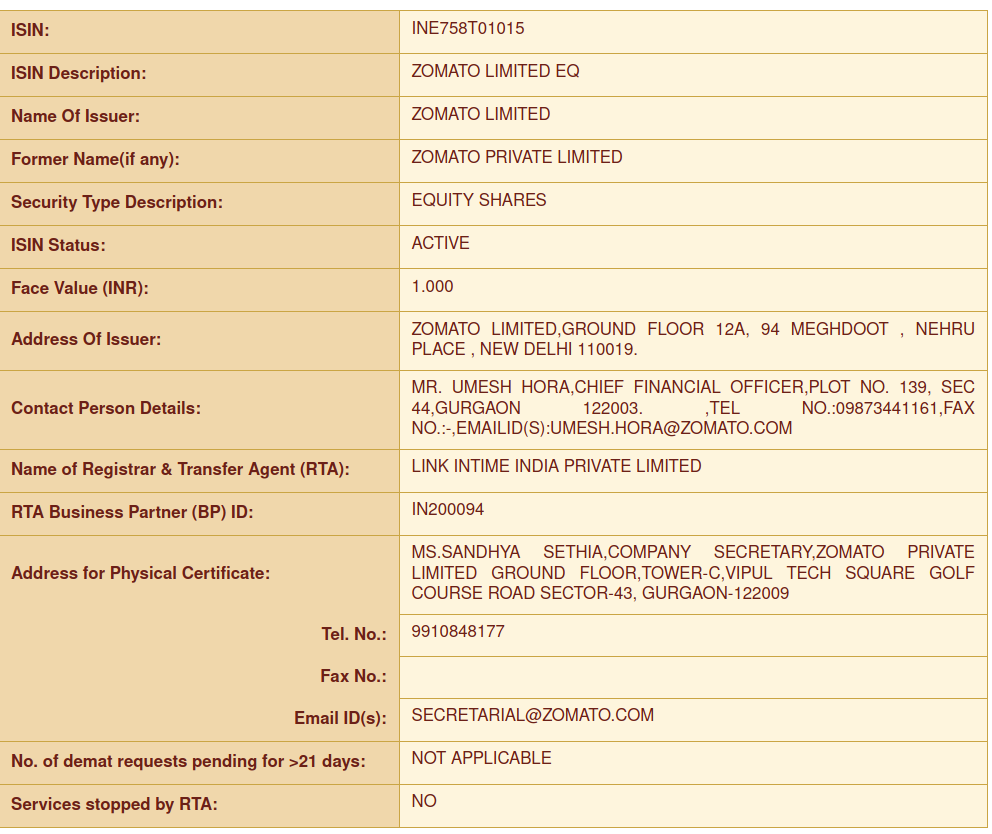 ISIN: INE758T01015
ISIN Description: ZOMATO LIMITED EQ
Name Of Issuer: ZOMATO LIMITED
Former Name(if any): ZOMATO PRIVATE LIMITED
Security Type Description: EQUITY SHARES
ISIN Status: ACTIVE
Face Value (INR): 1.000
Address Of Issuer: ZOMATO LIMITED,GROUND FLOOR 12A, 94 MEGHDOOT , NEHRU
PLACE , NEW DELHI 110019.
Contact Person Details: MR. UMESH HORA,CHIEF FINANCIAL OFFICER,PLOT NO. 139, SEC
44,GURGAON 122003. ,TEL NO.:09873441161,FAX
NO.:-,EMAILID(S):UMESH.HORA@ZOMATO.COM
Name of Registrar & Transfer Agent (RTA): LINK INTIME INDIA PRIVATE LIMITED
RTA Business Partner (BP) ID: IN200094
Address for Physical Certificate: MS.SANDHYA SETHIA,COMPANY SECRETARY,ZOMATO PRIVATE
LIMITED GROUND FLOOR,TOWER-C,VIPUL TECH SQUARE GOLF
COURSE ROAD SECTOR-43, GURGAON-122009
Tel. No.: 9910848177
Fax No.:
Email ID(s): SECRETARIAL@ZOMATO.COM
No. of demat requests pending for >21 days: NOT APPLICABLE
Services stopped by RTA: NO